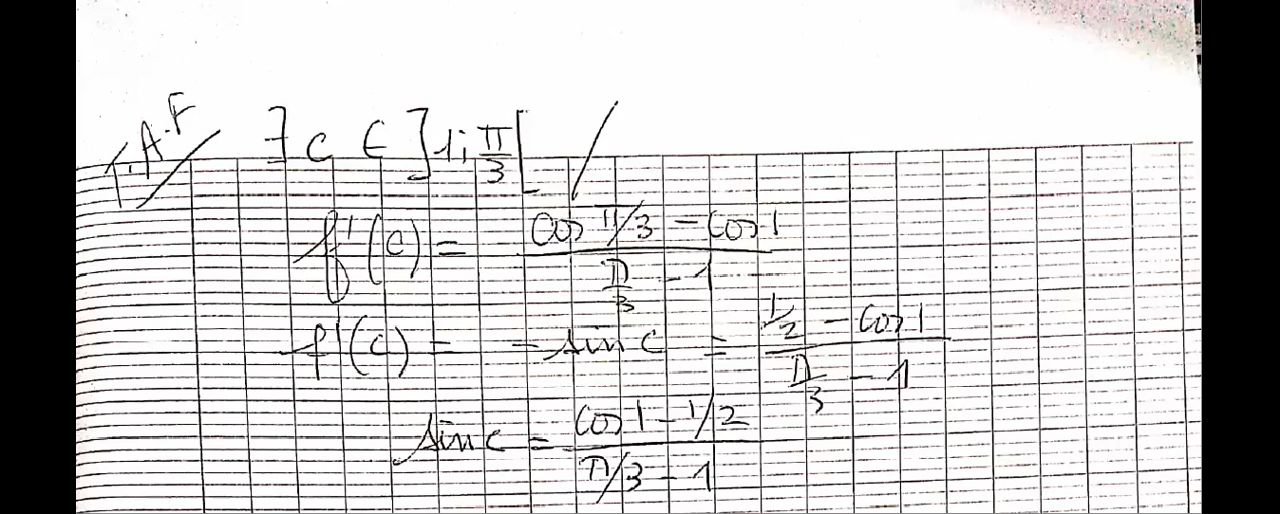 T.A.F ∃ c ∈ ]1; π/3[ /
f'(c) = (cos π/3 - cos 1) / (π/3 - 1)
f'(c) = - sin c = (1/2 - cos 1) / (π/3 - 1)
sin c = (cos 1 - 1/2) / (π/3 - 1)